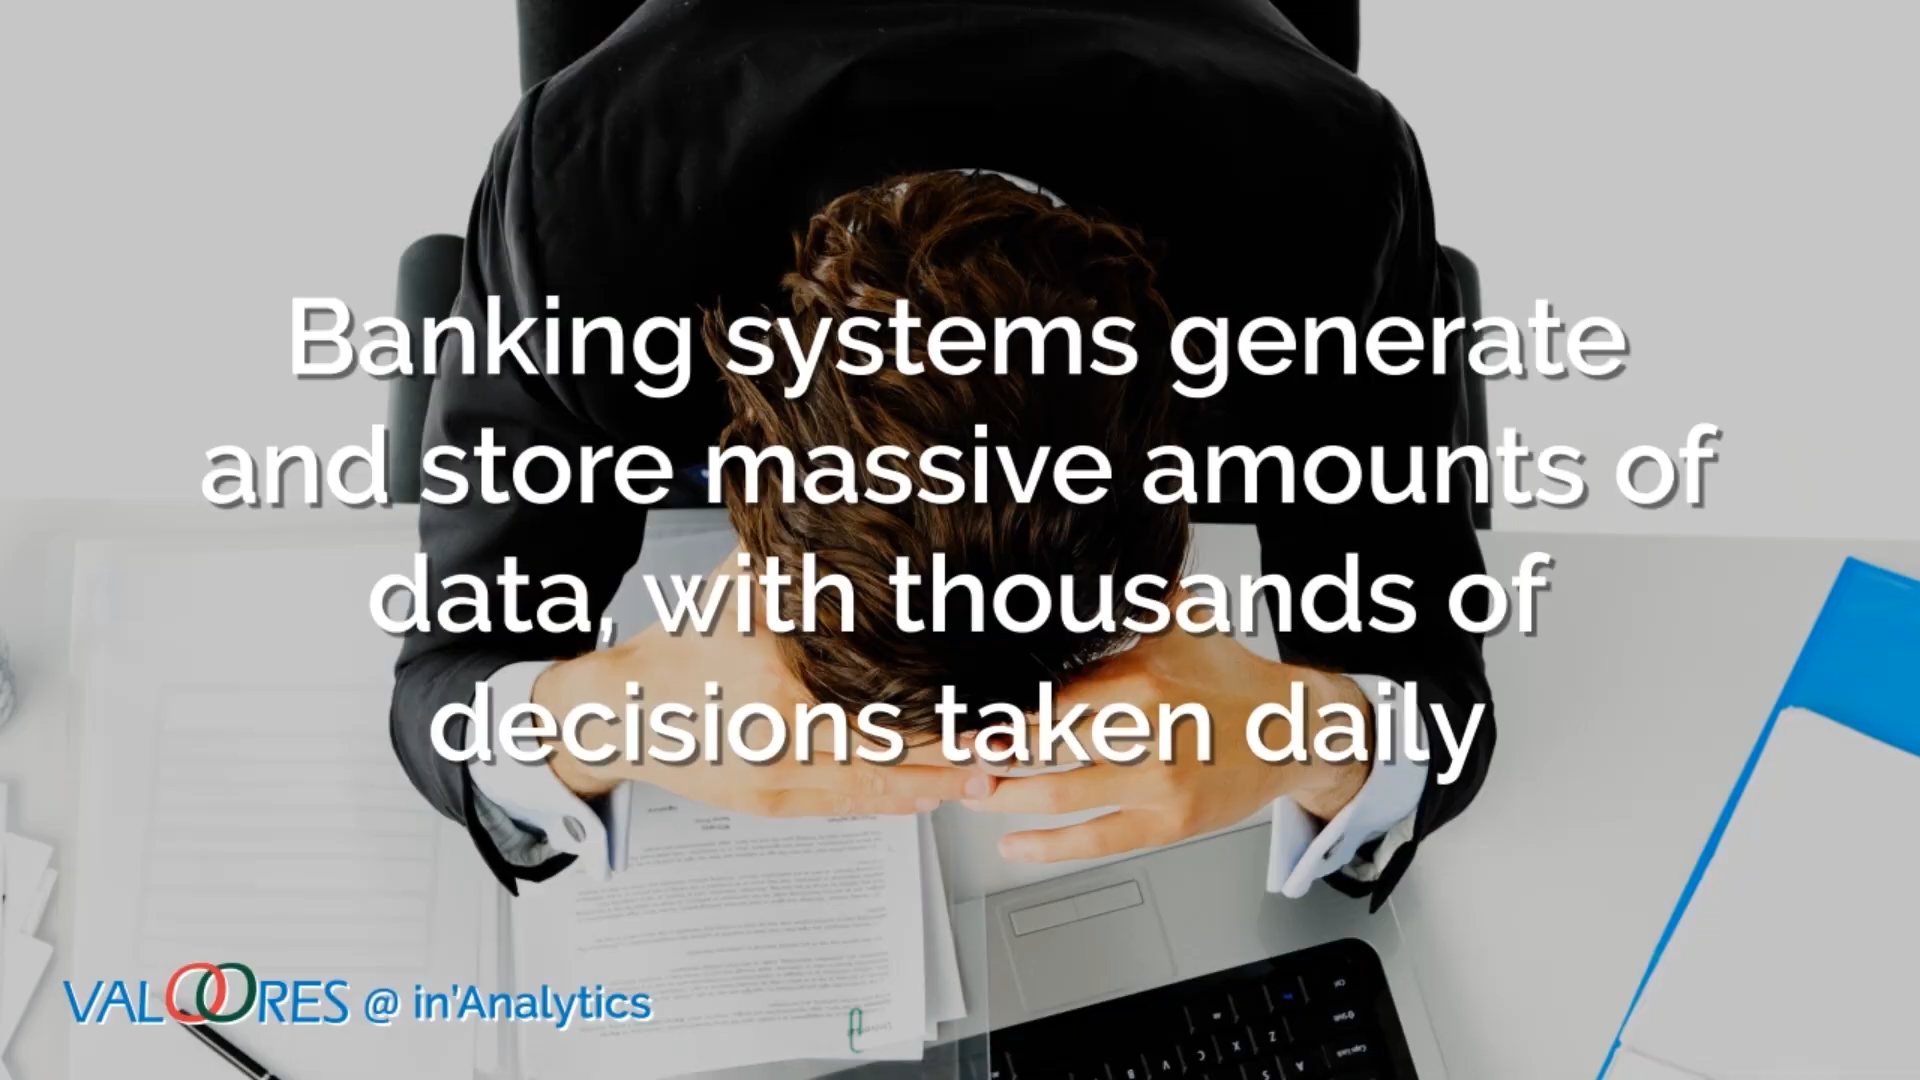 Banking systems generate
and store massive amounts of
data, with thousands of
decisions taken daily
VALOORES @ in'Analytics